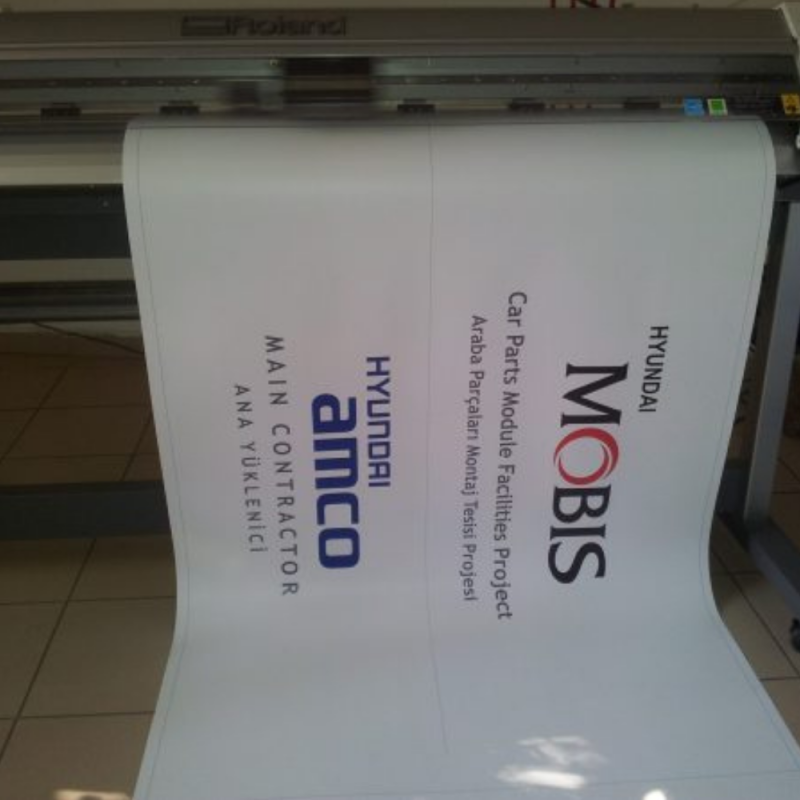 Roland
HYUNDAI
MOBIS
Car Parts Module Facilities Project
Araba Parçaları Montaj Tesisi Projesi
HYUNDAI
amco
MAIN CONTRACTOR
ANA YÜKLENİCİ